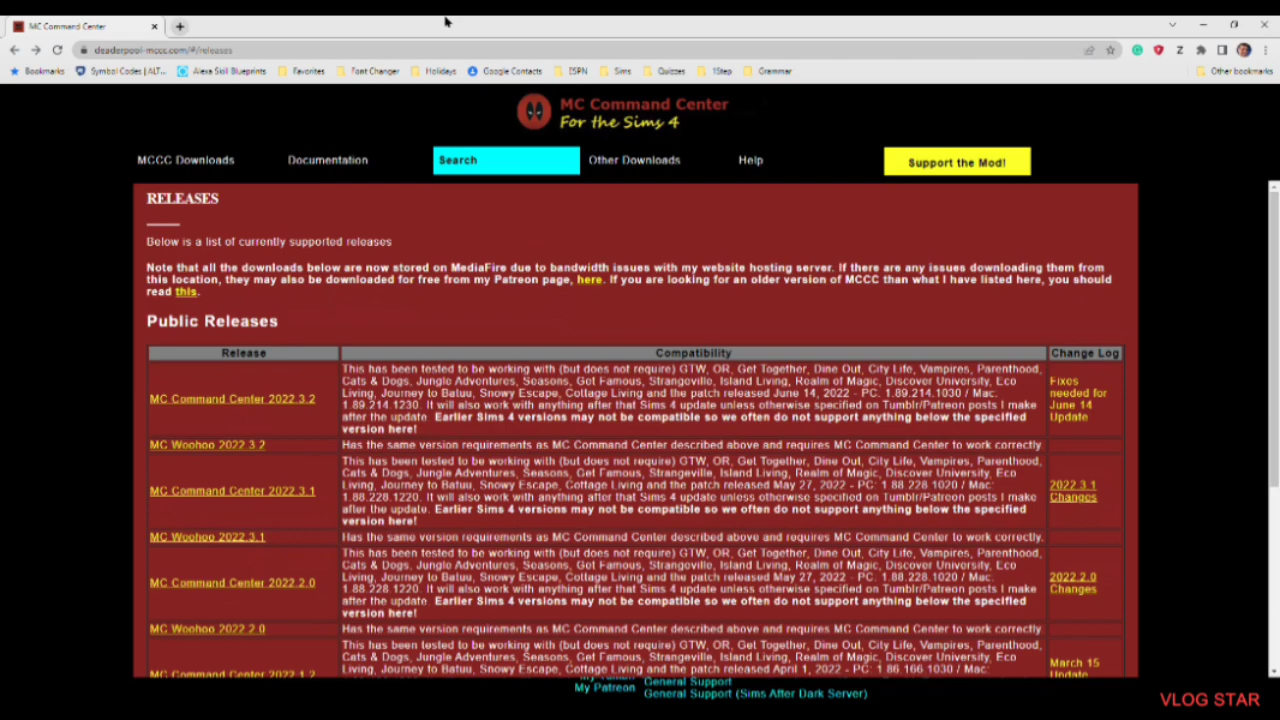 MC Command Center
deaderpool-mccc.com/#/releases
Bookmarks Symbol Codes | ALT... Alexa Skill Blueprints Favorites Font Changer Holidays Google Contacts ESPN Sims Quizzes 1Step Grammar Other bookmarks
MC Command Center
For the Sims 4
MCCC Downloads Documentation Search Other Downloads Help Support the Mod!
RELEASES
Below is a list of currently supported releases
Note that all the downloads below are now stored on MediaFire due to bandwidth issues with my website hosting server. If there are any issues downloading them from
this location, they may also be downloaded for free from my Patreon page, here. If you are looking for an older version of MCCC than what I have listed here, you should
read this.
Public Releases
Release Compatibility Change Log
MC Command Center 2022.3.2
This has been tested to be working with (but does not require) GTW, OR, Get Together, Dine Out, City Life, Vampires, Parenthood,
Cats & Dogs, Jungle Adventures, Seasons, Get Famous, Strangeville, Island Living, Realm of Magic, Discover University, Eco
Living, Journey to Batuu, Snowy Escape, Cottage Living and the patch released June 14, 2022 - PC: 1.89.214.1030 / Mac:
1.89.214.1230. It will also work with anything after that Sims 4 update unless otherwise specified on Tumblr/Patreon posts I make
after the update. Earlier Sims 4 versions may not be compatible so we often do not support anything below the specified
version here!
Fixes
needed for
June 14
Update
MC Woohoo 2022.3.2 Has the same version requirements as MC Command Center described above and requires MC Command Center to work correctly.
MC Command Center 2022.3.1
This has been tested to be working with (but does not require) GTW, OR, Get Together, Dine Out, City Life, Vampires, Parenthood,
Cats & Dogs, Jungle Adventures, Seasons, Get Famous, Strangeville, Island Living, Realm of Magic, Discover University, Eco
Living, Journey to Batuu, Snowy Escape, Cottage Living and the patch released May 27, 2022 - PC: 1.88.228.1020 / Mac:
1.88.228.1220. It will also work with anything after that Sims 4 update unless otherwise specified on Tumblr/Patreon posts I make
after the update. Earlier Sims 4 versions may not be compatible so we often do not support anything below the specified
version here!
2022.3.1
Changes
MC Woohoo 2022.3.1 Has the same version requirements as MC Command Center described above and requires MC Command Center to work correctly.
MC Command Center 2022.2.0
This has been tested to be working with (but does not require) GTW, OR, Get Together, Dine Out, City Life, Vampires, Parenthood,
Cats & Dogs, Jungle Adventures, Seasons, Get Famous, Strangeville, Island Living, Realm of Magic, Discover University, Eco
Living, Journey to Batuu, Snowy Escape, Cottage Living and the patch released May 27, 2022 - PC: 1.88.228.1020 / Mac:
1.88.228.1220. It will also work with anything after that Sims 4 update unless otherwise specified on Tumblr/Patreon posts I make
after the update. Earlier Sims 4 versions may not be compatible so we often do not support anything below the specified
version here!
2022.2.0
Changes
MC Woohoo 2022.2.0 Has the same version requirements as MC Command Center described above and requires MC Command Center to work correctly
This has been tested to be working with (but does not require) GTW, OR, Get Together, Dine Out, City Life, Vampires, Parenthood,
Cats & Dogs, Jungle Adventures, Seasons, Get Famous, Strangeville, Island Living, Realm of Magic, Discover University, Eco
Living, Journey to Batuu, Snowy Escape, Cottage Living and the patch released April 1, 2022 - PC: 1.86.166.1030 / Mac:
MC Command Center 2022.1.2
March 15
Update
My Patreon
General Support
General Support (Sims After Dark Server)
VLOG STAR